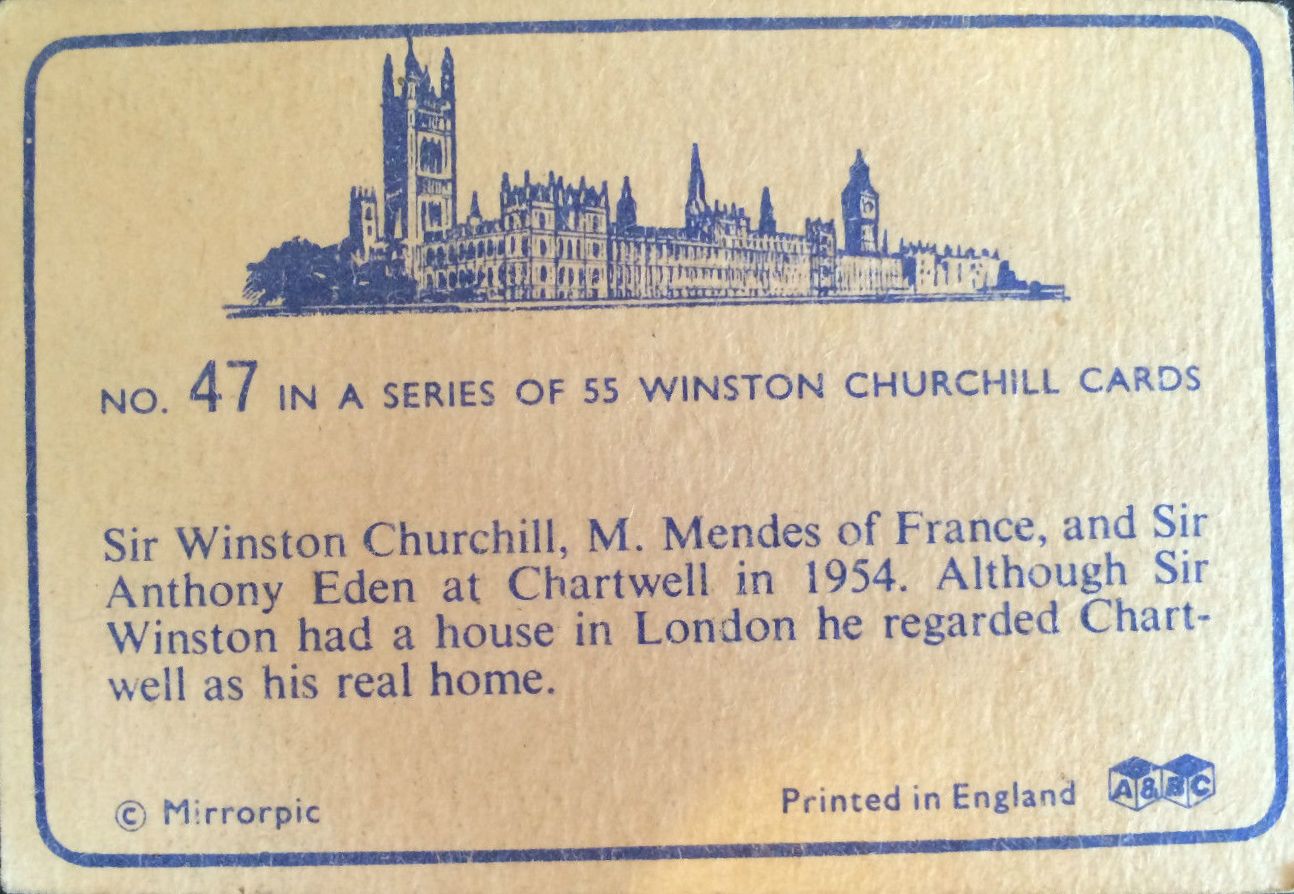 NO. 47 IN A SERIES OF 55 WINSTON CHURCHILL CARDS
Sir Winston Churchill, M. Mendes of France, and Sir
Anthony Eden at Chartwell in 1954. Although Sir
Winston had a house in London he regarded Chart-
well as his real home.
© Mirrorpic
Printed in England A&BC